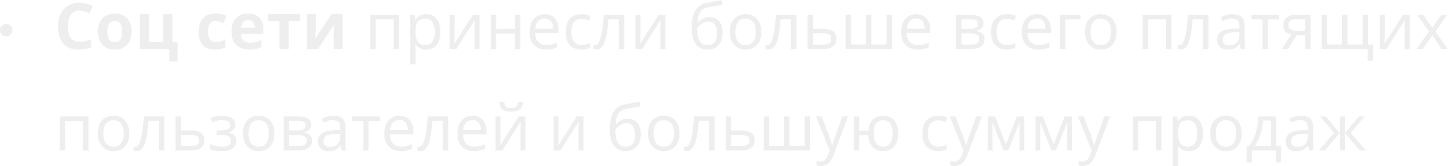 • Соц сети принесли больше всего платящих
пользователей и большую сумму продаж